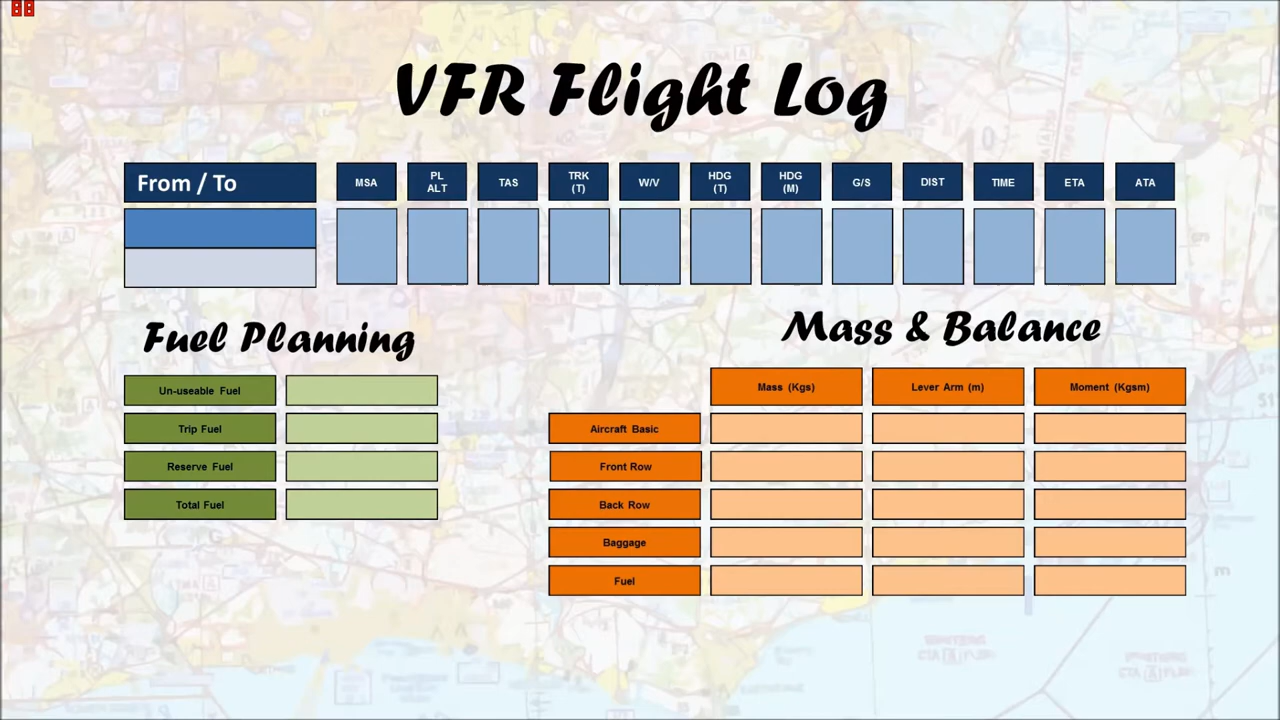 VFR Flight Log
From / To
MSA
PL
ALT
TAS
TRK
(T)
W/V
HDG
(T)
HDG
(M)
G/S
DIST
TIME
ETA
ATA
Fuel Planning
Mass & Balance
Un-useable Fuel
Trip Fuel
Reserve Fuel
Total Fuel
Mass (Kgs)
Lever Arm (m)
Moment (Kgsm)
Aircraft Basic
Front Row
Back Row
Baggage
Fuel